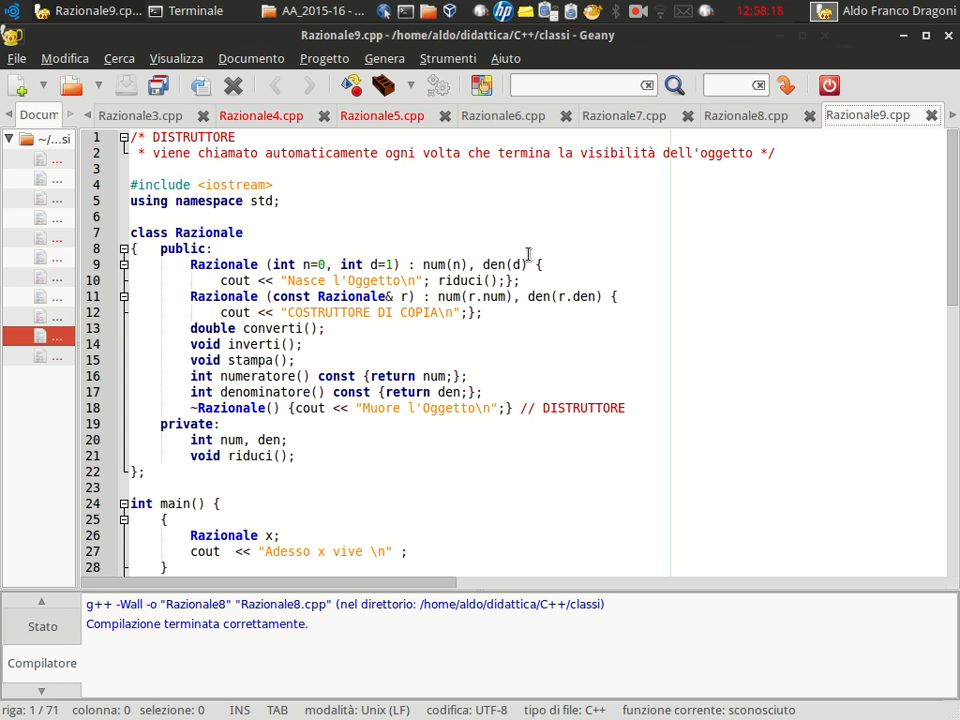 Razionale9.cp... Terminale AA_2015-16 - ... 12:58:18 Aldo Franco Dragoni
Razionale9.cpp - /home/aldo/didattica/C++/classi - Geany
File Modifica Cerca Visualizza Documento Progetto Genera Strumenti Aiuto
Docum Razionale3.cpp Razionale4.cpp Razionale5.cpp Razionale6.cpp Razionale7.cpp Razionale8.cpp Razionale9.cpp
~/...si
...
...
...
...
...
...
...
...
...
...
...
1 /* DISTRUTTORE
2 * viene chiamato automaticamente ogni volta che termina la visibilità dell'oggetto */
3
4 #include <iostream>
5 using namespace std;
6
7 class Razionale
8 { public:
9 Razionale (int n=0, int d=1) : num(n), den(d) {
10 cout << "Nasce l'Oggetto\n"; riduci();};
11 Razionale (const Razionale& r) : num(r.num), den(r.den) {
12 cout << "COSTRUTTORE DI COPIA\n";};
13 double converti();
14 void inverti();
15 void stampa();
16 int numeratore() const {return num;};
17 int denominatore() const {return den;};
18 ~Razionale() {cout << "Muore l'Oggetto\n";} // DISTRUTTORE
19 private:
20 int num, den;
21 void riduci();
22 };
23
24 int main() {
25 {
26 Razionale x;
27 cout << "Adesso x vive \n" ;
28 }
Stato
Compilatore
g++ -Wall -o "Razionale8" "Razionale8.cpp" (nel direttorio: /home/aldo/didattica/C++/classi)
Compilazione terminata correttamente.
riga: 1 / 71 colonna: 0 selezione: 0 INS TAB modalità: Unix (LF) codifica: UTF-8 tipo di file: C++ funzione corrente: sconosciuto